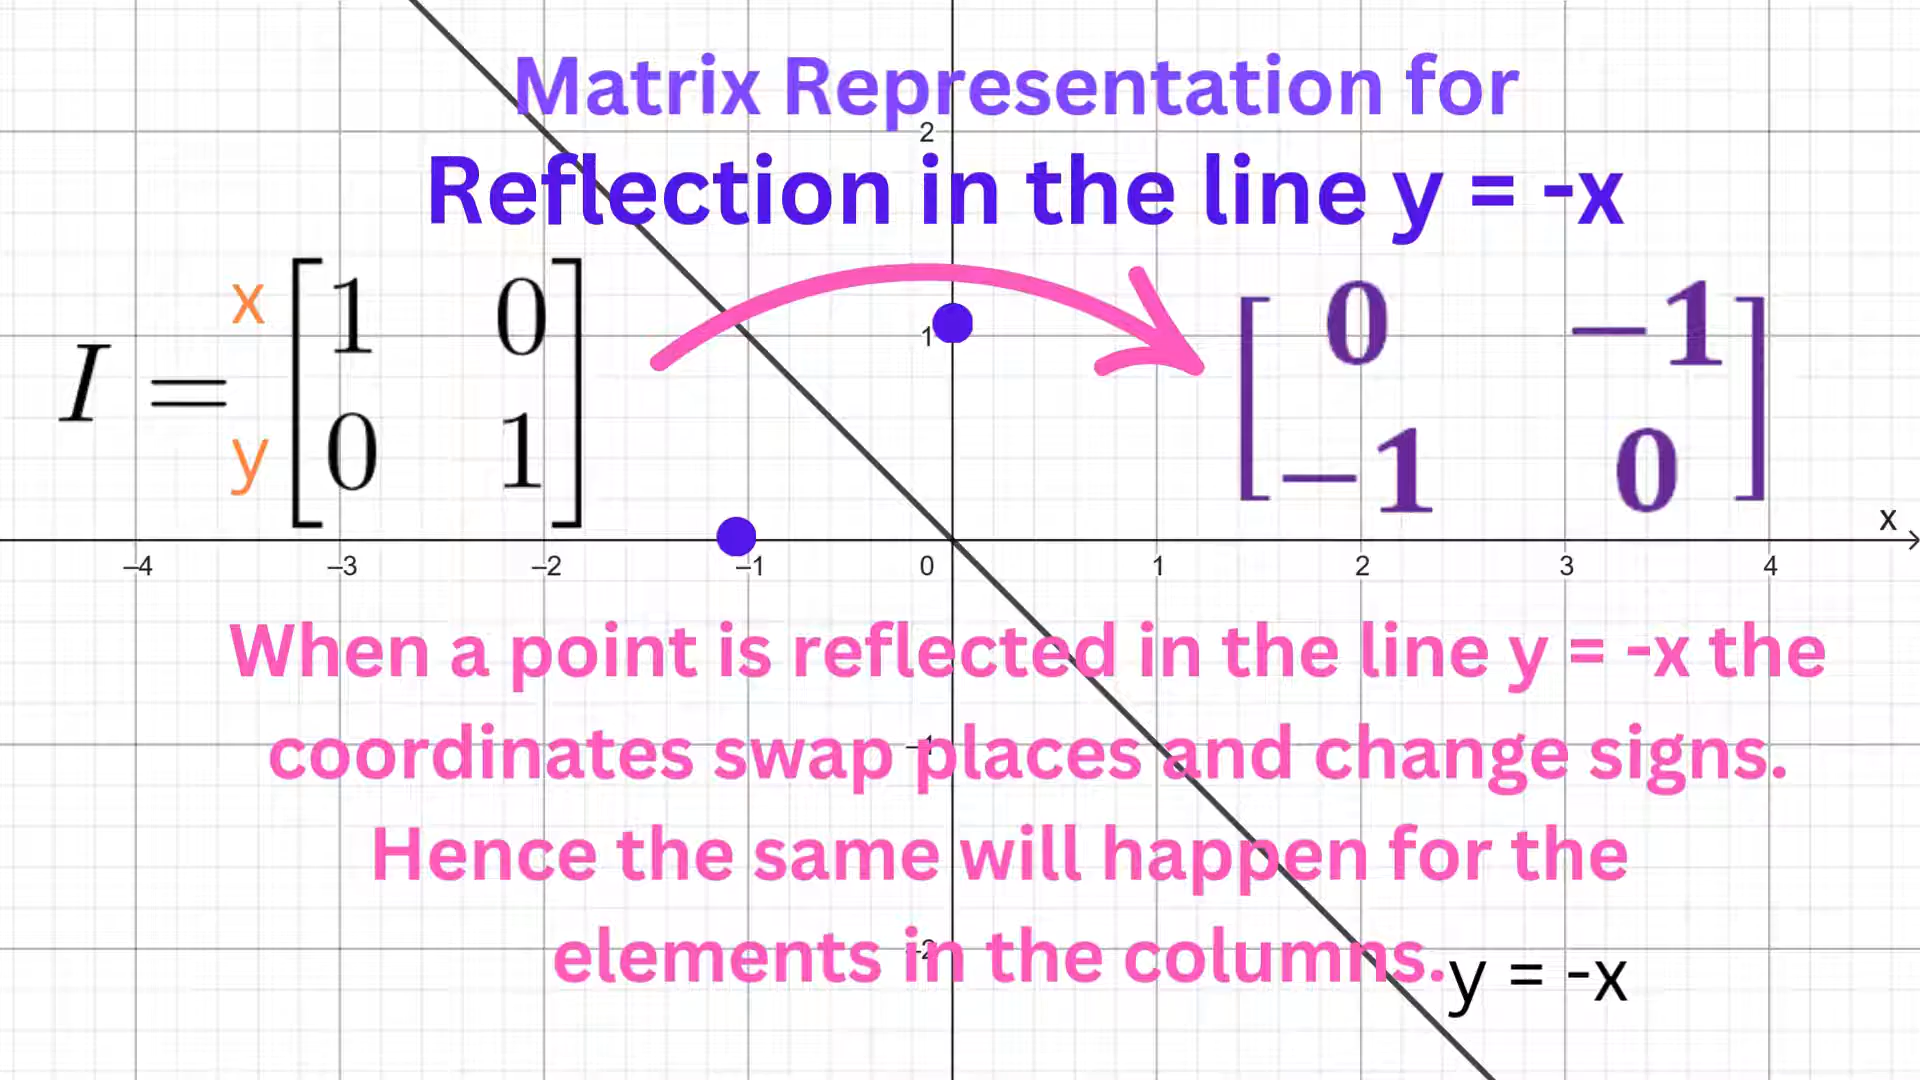 Matrix Representation for
Reflection in the line y = -x
2
1
I = x [1 0
y 0 1]
[0 −1
−1 0]
x
−4 −3 −2 −1 0 1 2 3 4
When a point is reflected in the line y = -x the
−1
coordinates swap places and change signs.
Hence the same will happen for the
−2
elements in the columns.
y = -x